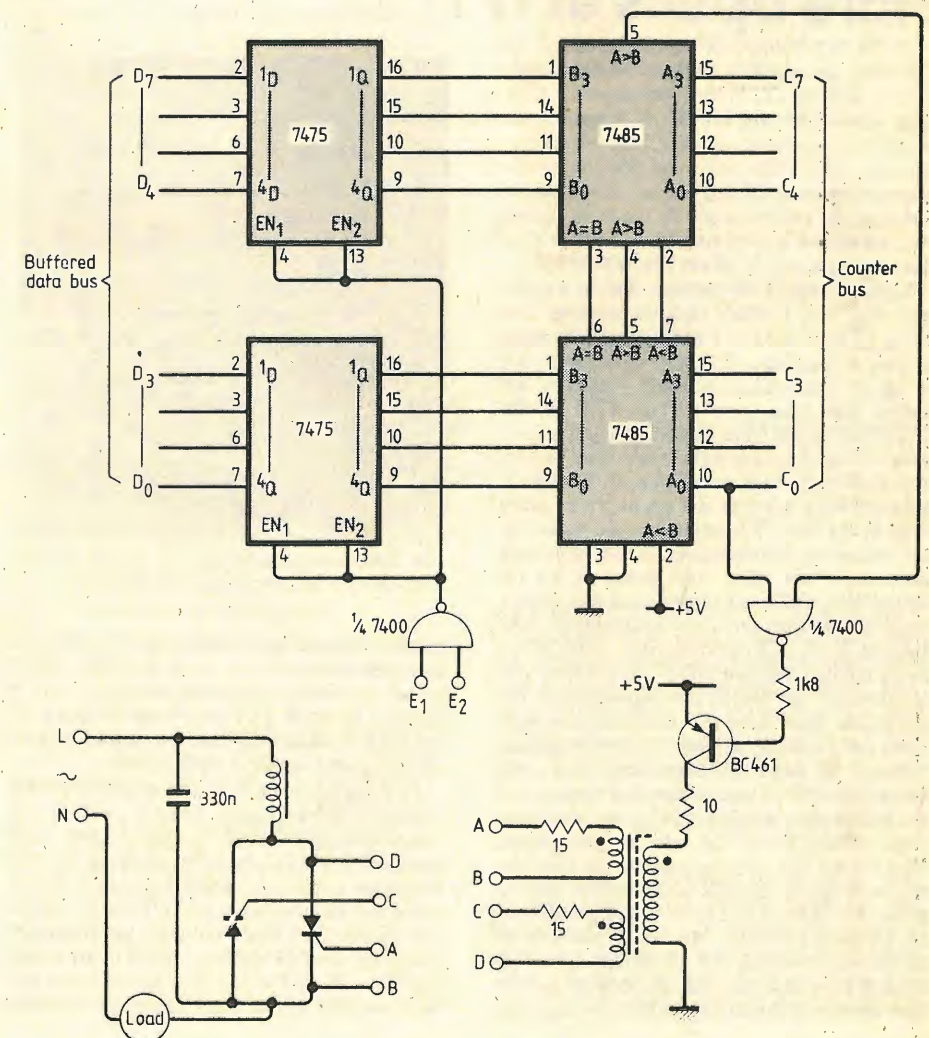 5
A>B
D7 2 1D 1Q 16 1 B3 A3 15 C7
3 15 14 13
7475 7485
6 10 11 12
D4 7 4D 4Q 9 9 B0 A0 10 C4
EN1 EN2 A=B A>B
4 13 3 4 2
Buffered
data bus
Counter
bus
6 5 7
A=B A>B A<B
D3 2 1D 1Q 16 1 B3 A3 15 C3
3 15 14 13
7475 7485
6 10 11 12
D0 7 4Q 4Q 9 9 B0 A0 10 C0
EN1 EN2 A<B
4 13 3 4 2
+5V
1/4 7400
E1 E2
1/4 7400
1k8
+5V
BC461
10
L
~
N
330n
D
C
A
B
Load
A 15
B
C 15
D